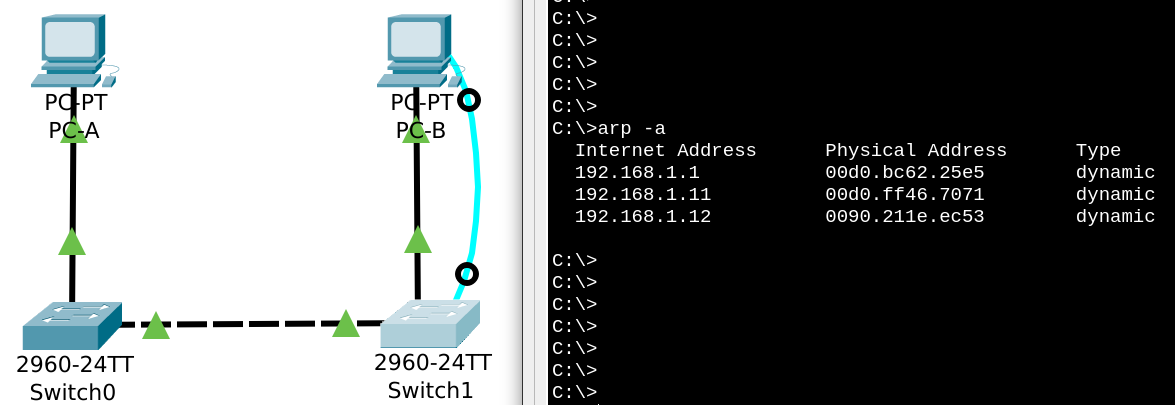 PC-PT
PC-A
PC-PT
PC-B
2960-24TT
Switch0
2960-24TT
Switch1
C:\>
C:\>
C:\>
C:\>
C:\>
C:\>arp -a
Internet Address Physical Address Type
192.168.1.1 00d0.bc62.25e5 dynamic
192.168.1.11 00d0.ff46.7071 dynamic
192.168.1.12 0090.211e.ec53 dynamic
C:\>
C:\>
C:\>
C:\>
C:\>
C:\>
C:\>